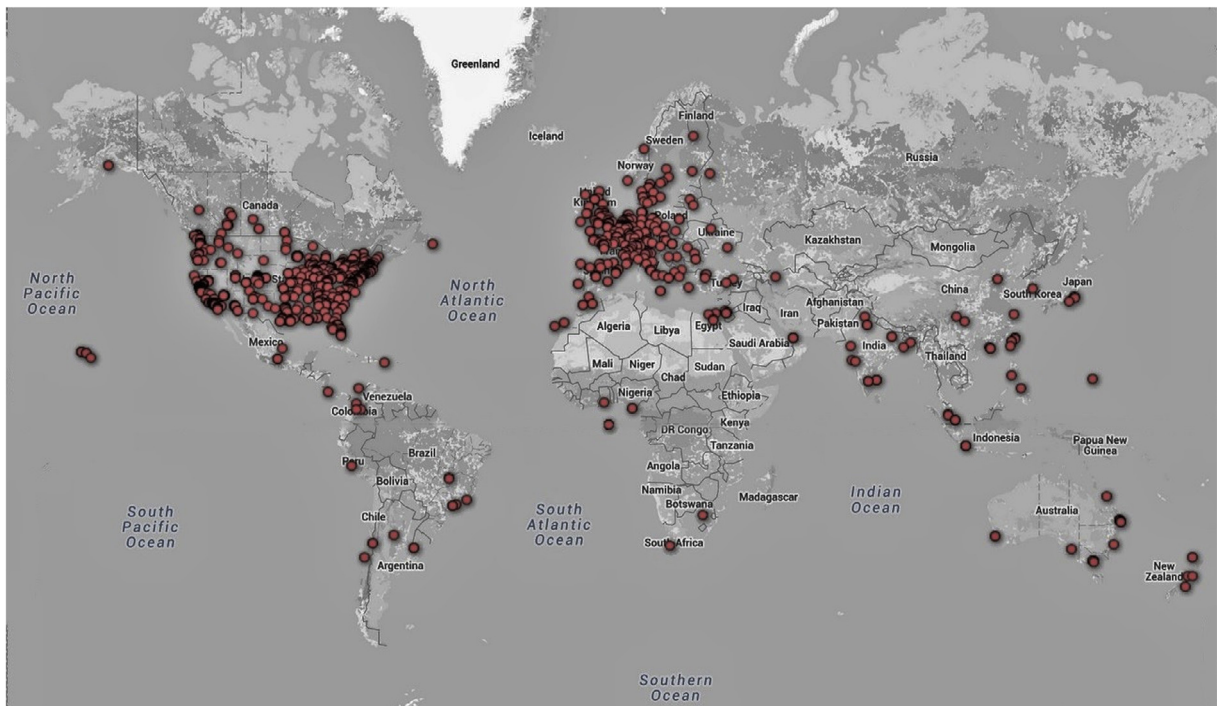 Greenland
Iceland
Finland
Sweden
Norway
Russia
Canada
Poland
Ukraine
Kazakhstan
Mongolia
North
Pacific
Ocean
North
Atlantic
Ocean
Turkey
China
Japan
South Korea
Afghanistan
Iraq
Iran
Pakistan
Algeria
Libya
Egypt
Mexico
Saudi Arabia
India
Mali
Niger
Chad
Sudan
Thailand
Nigeria
Ethiopia
Venezuela
Colombia
DR Congo
Kenya
Tanzania
Indonesia
Papua New
Guinea
Peru
Brazil
Bolivia
Angola
Namibia
Botswana
Madagascar
Indian
Ocean
South
Pacific
Ocean
South
Atlantic
Ocean
Chile
Australia
South Africa
Argentina
New
Zealand
Southern
Ocean